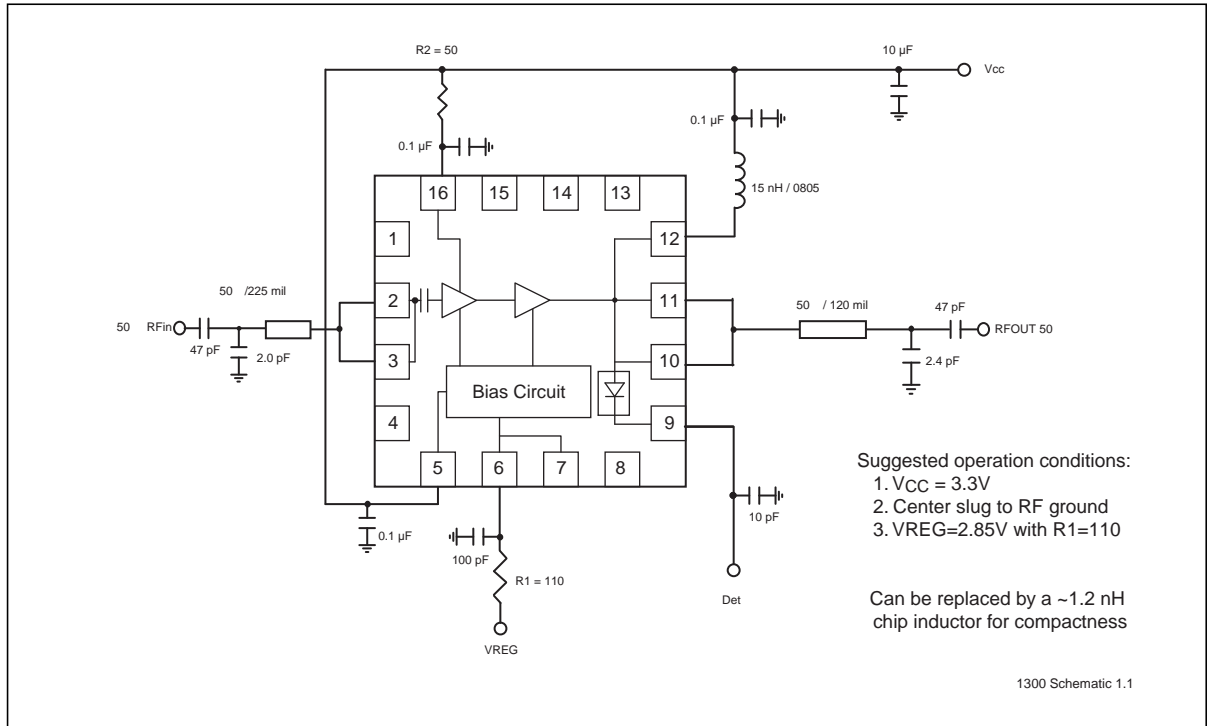 R2 = 50
10 µF
Vcc
0.1 µF
0.1 µF
15 nH / 0805
16
15
14
13
1
12
2
11
3
10
4
9
5
6
7
8
Bias Circuit
50 /225 mil
50 RFin
47 pF
2.0 pF
50 / 120 mil
47 pF
RFOUT 50
2.4 pF
0.1 µF
100 pF
R1 = 110
VREG
10 pF
Det
Suggested operation conditions:
1. VCC = 3.3V
2. Center slug to RF ground
3. VREG=2.85V with R1=110
Can be replaced by a ~1.2 nH
chip inductor for compactness
1300 Schematic 1.1